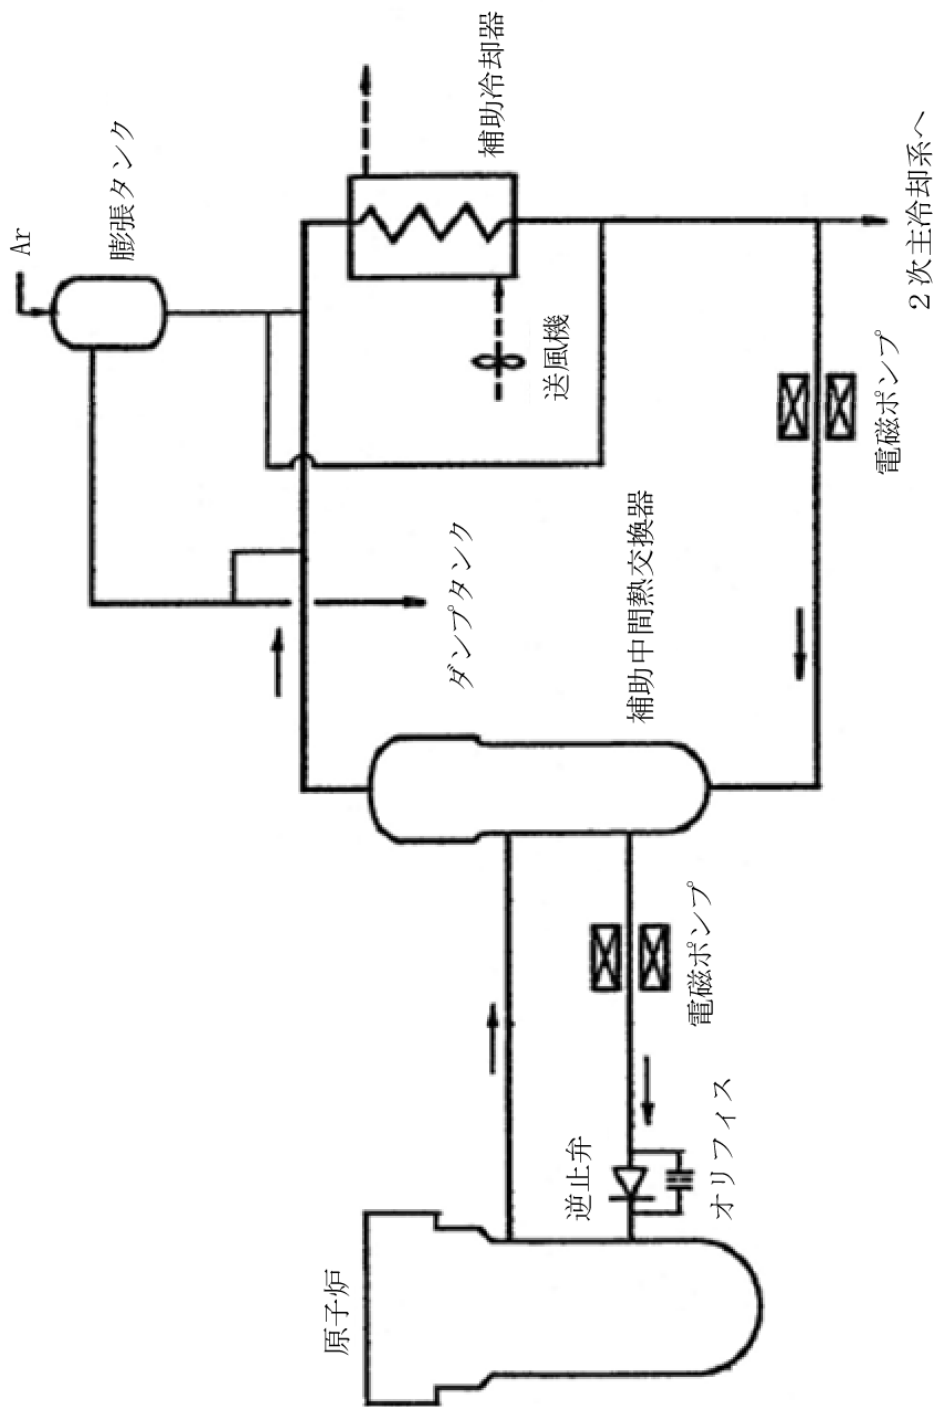 原子炉
逆止弁
オリフィス
電磁ポンプ
補助中間熱交換器
ダンプタンク
Ar
膨張タンク
送風機
補助冷却器
電磁ポンプ
2次主冷却系へ